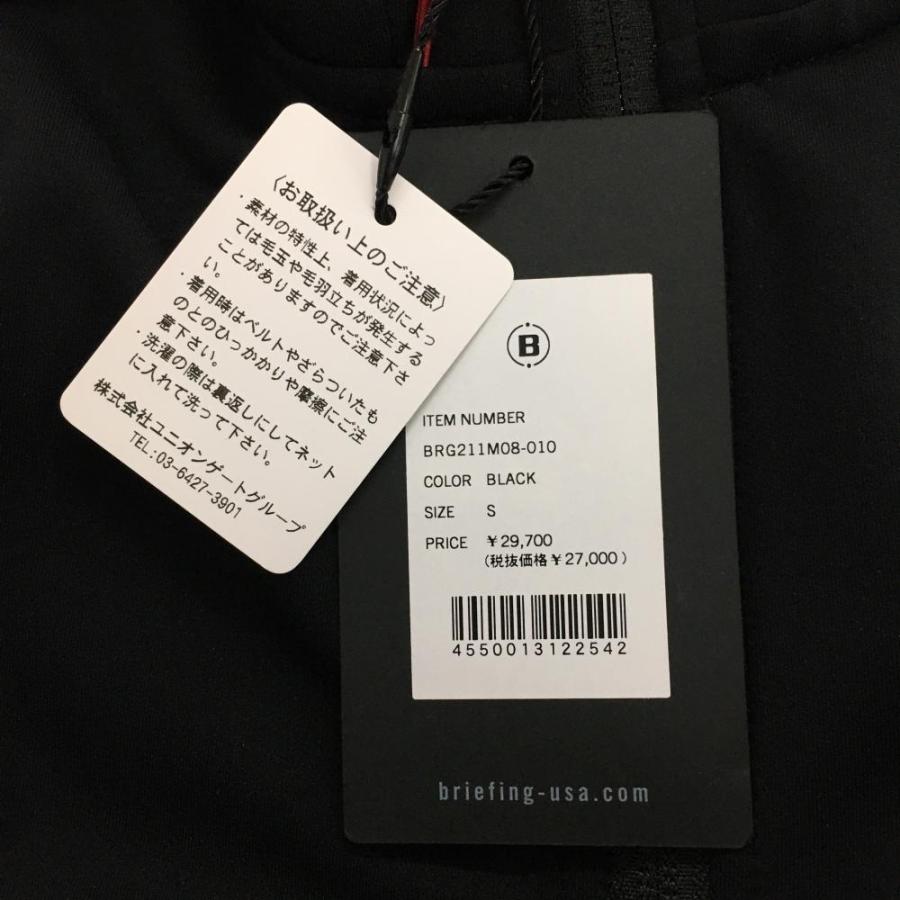 〈お取扱い上のご注意〉
・素材の特性上、着用状況によっ
ては毛玉や毛羽立ちが発生する
ことがありますのでご注意下さ
い。
・着用時はベルトやざらついたも
のとのひっかかりや摩擦にご注
意下さい。
・洗濯の際は裏返しにしてネット
に入れて洗って下さい。
株式会社ユニオンゲートグループ
TEL:03-6427-3901
B
ITEM NUMBER
BRG211M08-010
COLOR BLACK
SIZE S
PRICE ¥29,700
(税抜価格¥27,000)
4550013122542
briefing-usa.com